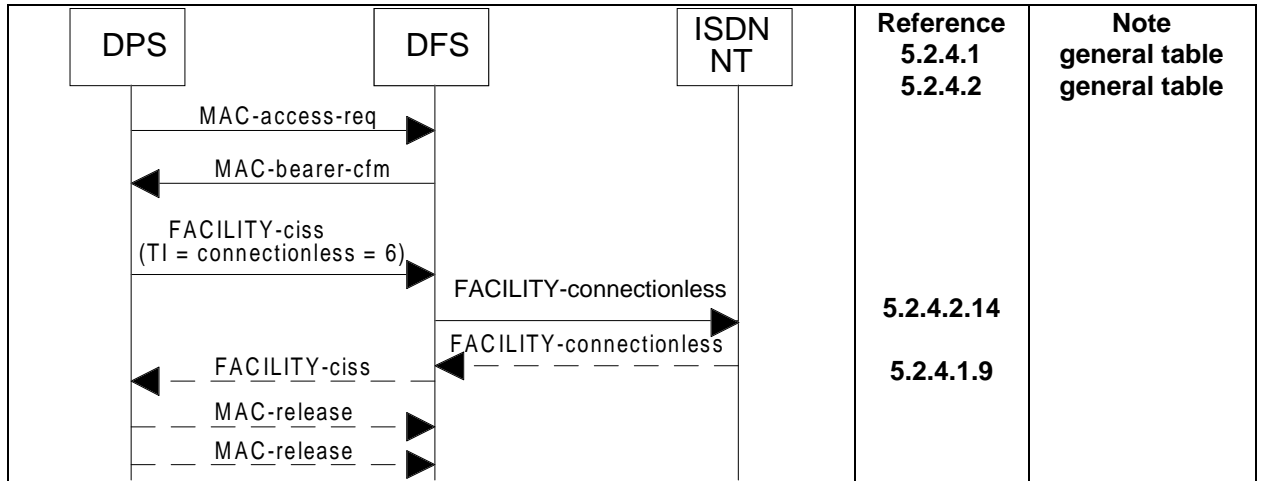 DPS
DFS
ISDN
NT
Reference
Note
5.2.4.1
general table
5.2.4.2
general table
MAC-access-req
MAC-bearer-cfm
FACILITY-ciss
(TI = connectionless = 6)
FACILITY-connectionless
5.2.4.2.14
FACILITY-connectionless
FACILITY-ciss
5.2.4.1.9
MAC-release
MAC-release